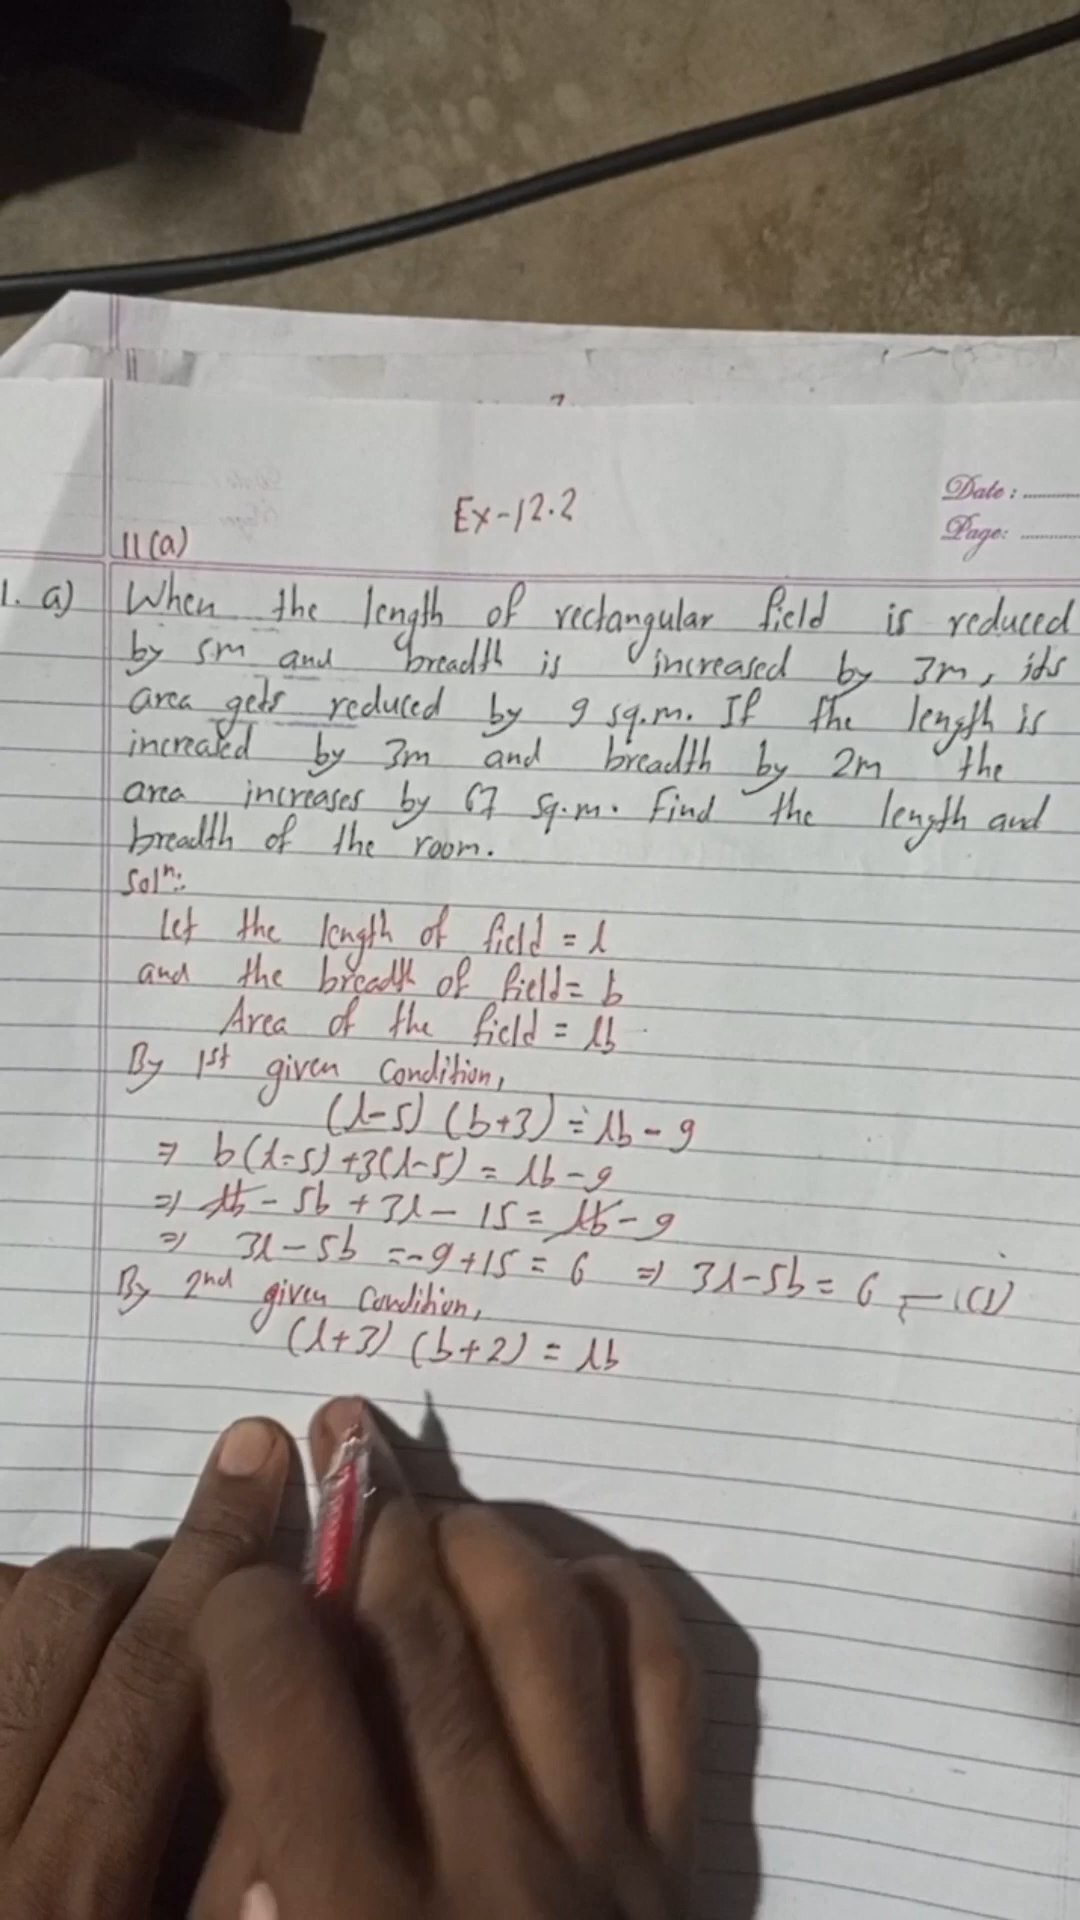 Ex-12.2
Date:
Page:
11(a)
1. a) When the length of rectangular field is reduced
by 5m and breadth is increased by 3m, its
area gets reduced by 9 sq.m. If the length is
increased by 3m and breadth by 2m the
area increases by 67 sq.m. Find the length and
breadth of the room.
Solⁿ:
Let the length of field = l
and the breadth of field = b
Area of the field = lb
By 1st given condition,
(l-5) (b+3) = lb - 9
⇒ b(l-5) +3(l-5) = lb - 9
⇒ lb - 5b + 3l - 15 = lb - 9
⇒ 3l - 5b = -9 + 15 = 6 ⇒ 3l - 5b = 6 — (1)
By 2nd given condition,
(l+3) (b+2) = lb